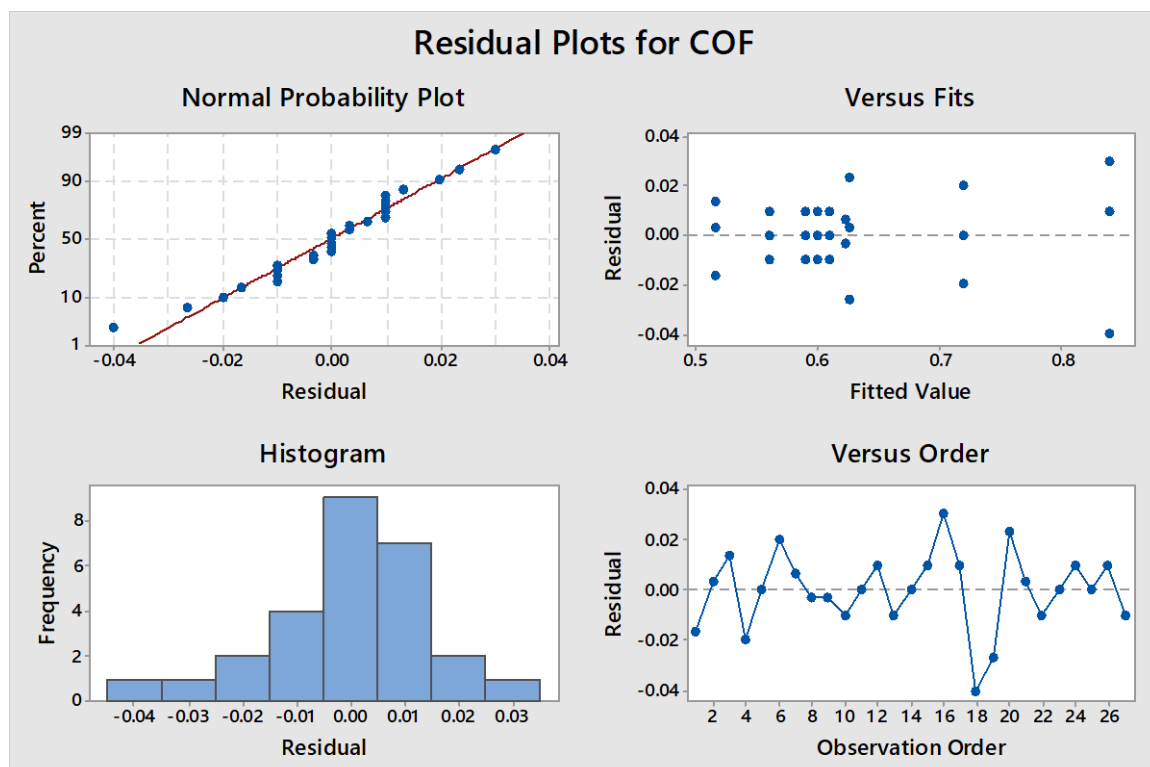 Residual Plots for COF
Normal Probability Plot
99
90
50
10
1
Percent
-0.04 -0.02 0.00 0.02 0.04
Residual
Versus Fits
0.04
0.02
0.00
-0.02
-0.04
Residual
0.5 0.6 0.7 0.8
Fitted Value
Histogram
8
6
4
2
0
Frequency
-0.04 -0.03 -0.02 -0.01 0.00 0.01 0.02 0.03
Residual
Versus Order
0.04
0.02
0.00
-0.02
-0.04
Residual
2 4 6 8 10 12 14 16 18 20 22 24 26
Observation Order